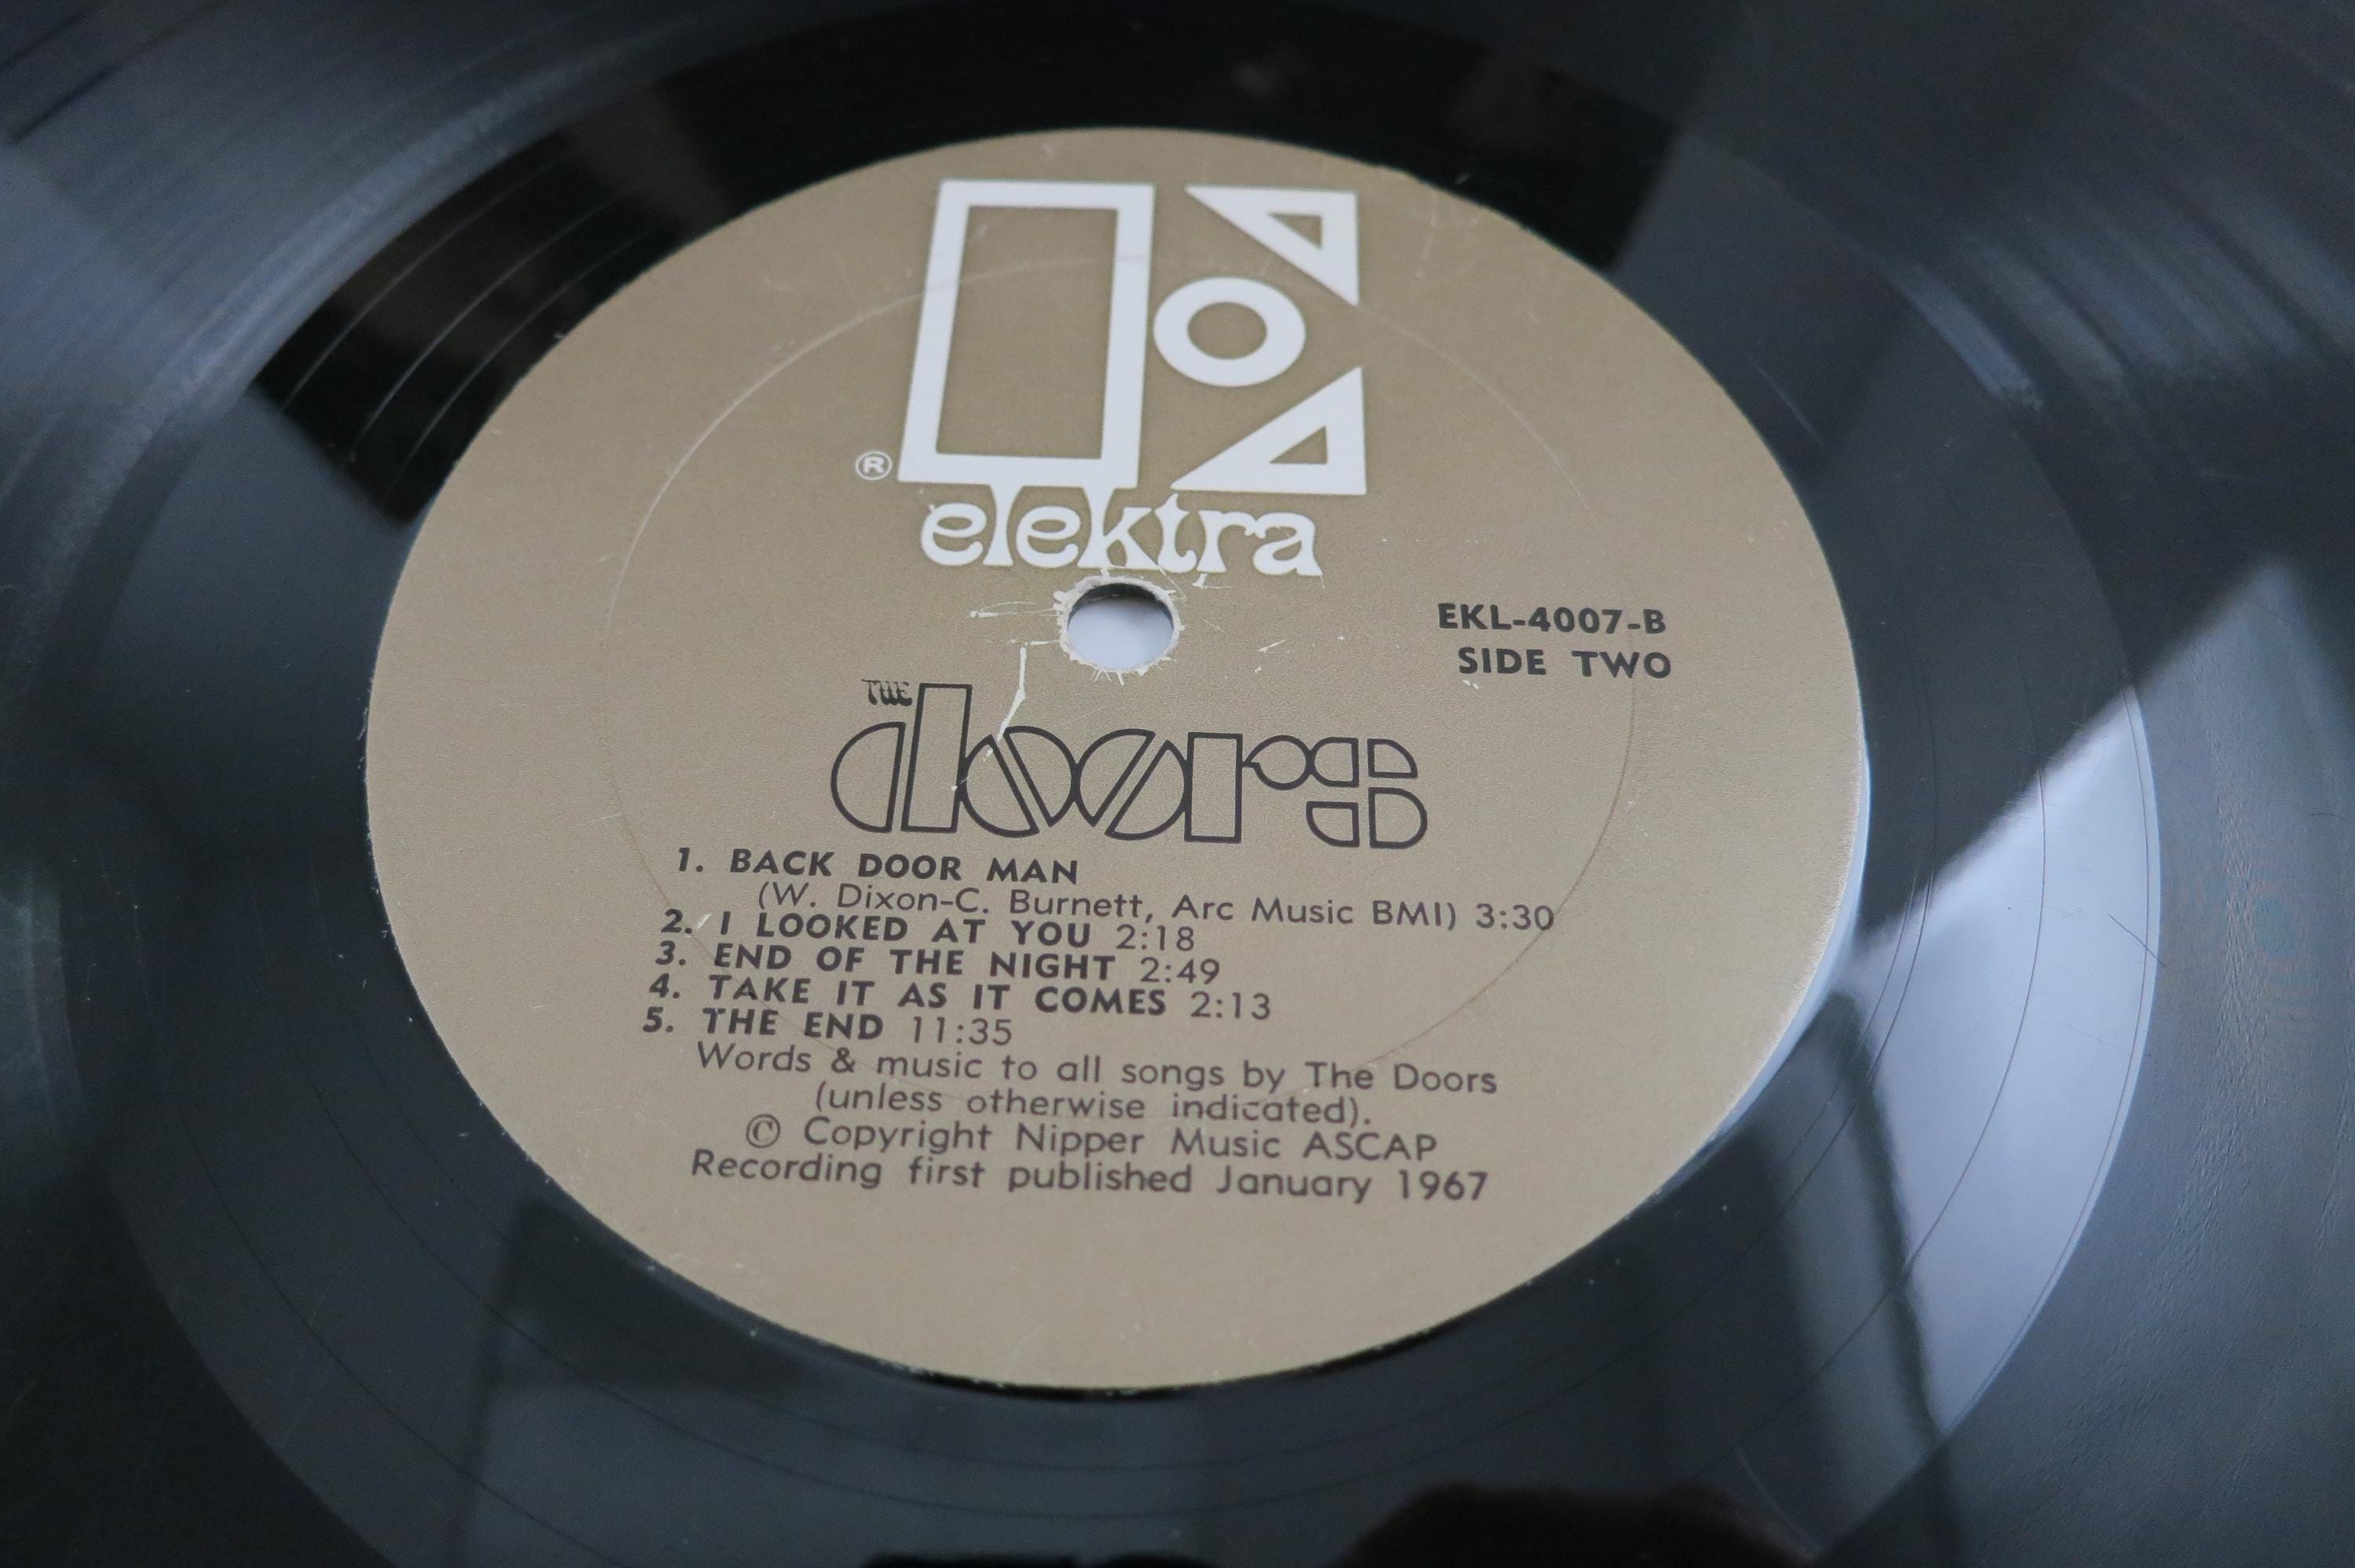 ®
elektra
EKL-4007-B
SIDE TWO
THE
doors
1. BACK DOOR MAN
(W. Dixon-C. Burnett, Arc Music BMI) 3:30
2. I LOOKED AT YOU 2:18
3. END OF THE NIGHT 2:49
4. TAKE IT AS IT COMES 2:13
5. THE END 11:35
Words & music to all songs by The Doors
(unless otherwise indicated).
© Copyright Nipper Music ASCAP
Recording first published January 1967